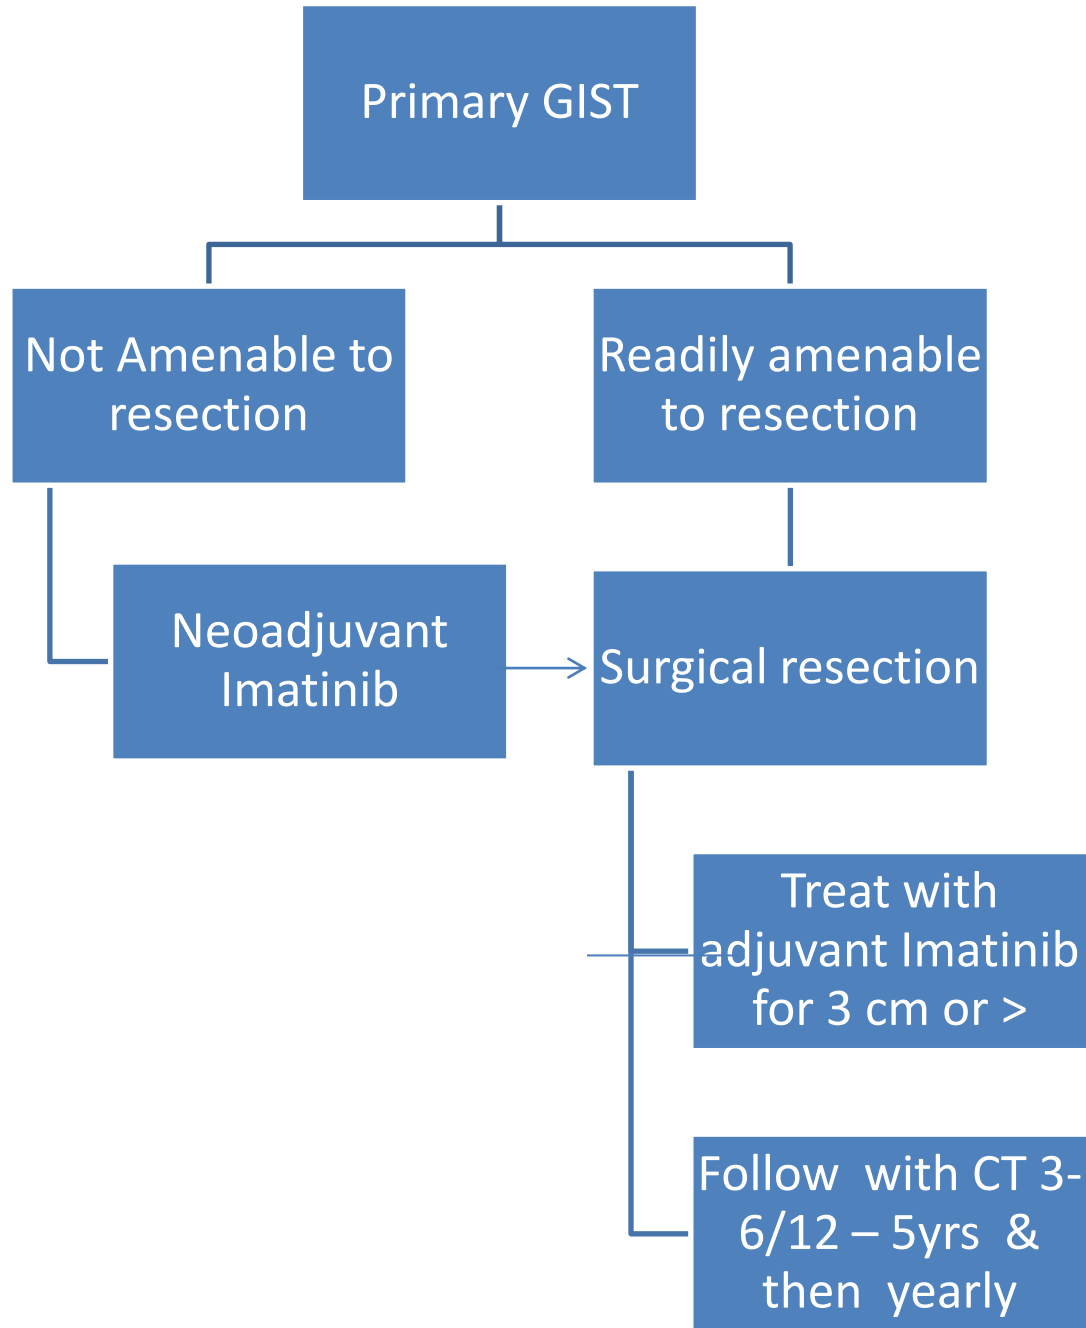 Primary GIST
Not Amenable to
resection
Readily amenable
to resection
Neoadjuvant
Imatinib
Surgical resection
Treat with
adjuvant Imatinib
for 3 cm or >
Follow with CT 3-
6/12 – 5yrs &
then yearly